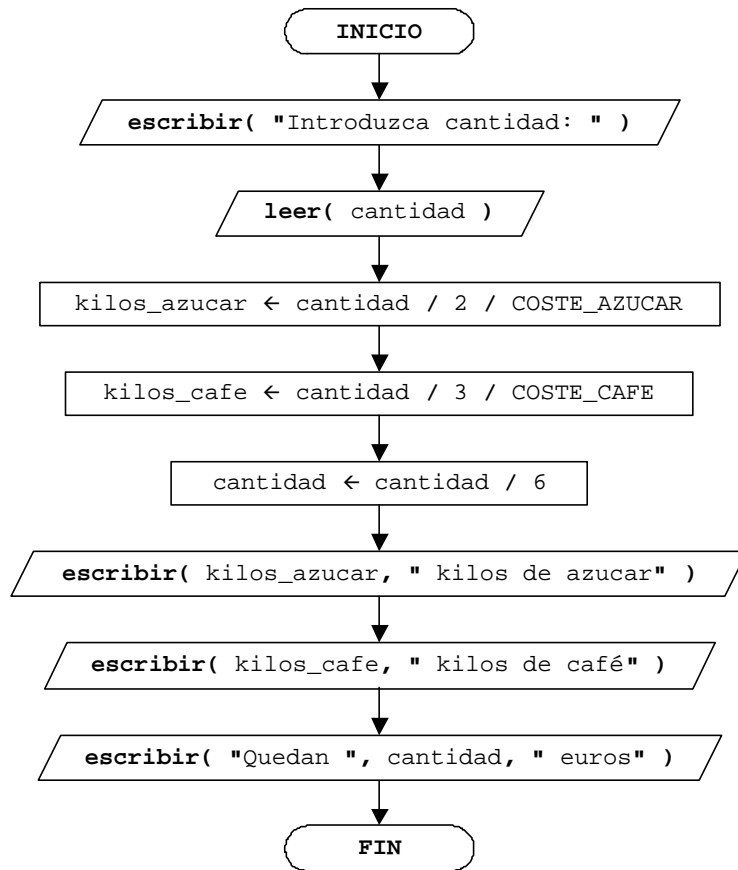 INICIO
escribir( "Introduzca cantidad: " )
leer( cantidad )
kilos_azucar ← cantidad / 2 / COSTE_AZUCAR
kilos_cafe ← cantidad / 3 / COSTE_CAFE
cantidad ← cantidad / 6
escribir( kilos_azucar, " kilos de azucar" )
escribir( kilos_cafe, " kilos de café" )
escribir( "Quedan ", cantidad, " euros" )
FIN